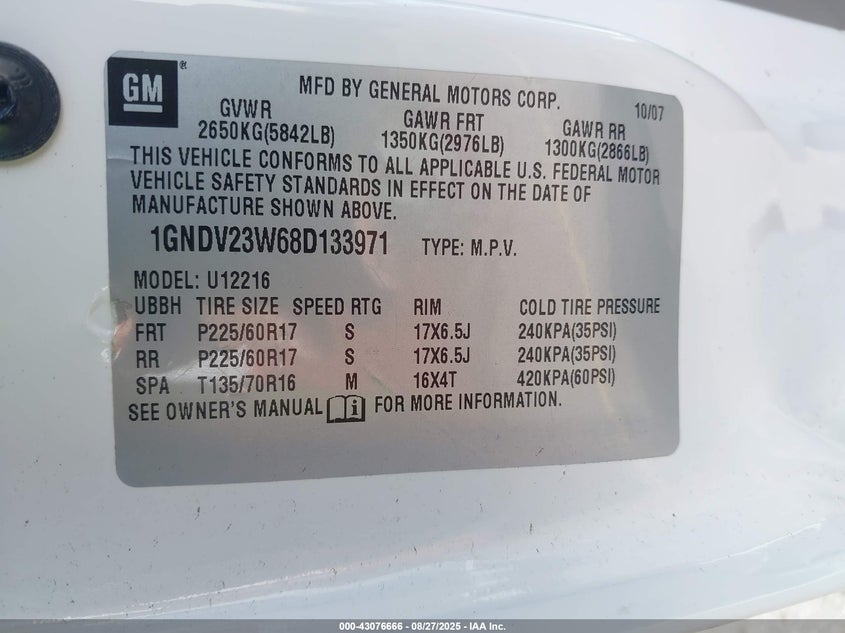 GM®
MFD BY GENERAL MOTORS CORP. 10/07
GVWR GAWR FRT GAWR RR
2650KG(5842LB) 1350KG(2976LB) 1300KG(2866LB)
THIS VEHICLE CONFORMS TO ALL APPLICABLE U.S. FEDERAL MOTOR
VEHICLE SAFETY STANDARDS IN EFFECT ON THE DATE OF
MANUFACTURE SHOWN ABOVE.
1GNDV23W68D133971 TYPE: M.P.V.
MODEL: U12216
UBBH TIRE SIZE SPEED RTG RIM COLD TIRE PRESSURE
FRT P225/60R17 S 17X6.5J 240KPA(35PSI)
RR P225/60R17 S 17X6.5J 240KPA(35PSI)
SPA T135/70R16 M 16X4T 420KPA(60PSI)
SEE OWNER'S MANUAL i FOR MORE INFORMATION.
000-43076666 - 08/27/2025 - IAA Inc.